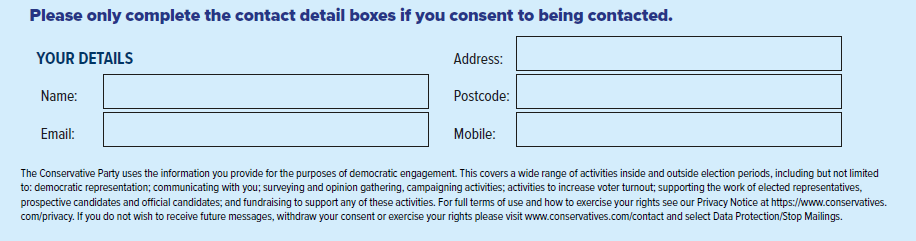 Please only complete the contact detail boxes if you consent to being contacted.
YOUR DETAILS
Name:
Email:
Address:
Postcode:
Mobile:
The Conservative Party uses the information you provide for the purposes of democratic engagement. This covers a wide range of activities inside and outside election periods, including but not limited
to: democratic representation; communicating with you; surveying and opinion gathering, campaigning activities; activities to increase voter turnout; supporting the work of elected representatives,
prospective candidates and official candidates; and fundraising to support any of these activities. For full terms of use and how to exercise your rights see our Privacy Notice at https://www.conservatives.
com/privacy. If you do not wish to receive future messages, withdraw your consent or exercise your rights please visit www.conservatives.com/contact and select Data Protection/Stop Mailings.